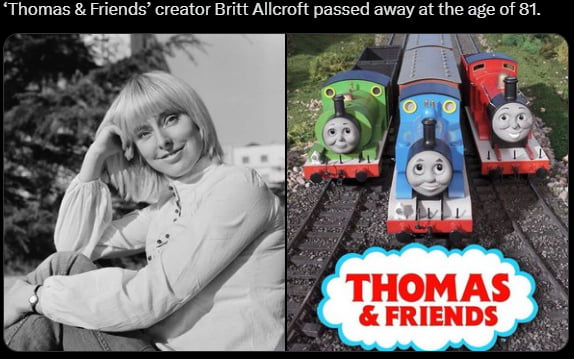 ‘Thomas & Friends’ creator Britt Allcroft passed away at the age of 81.
THOMAS
& FRIENDS